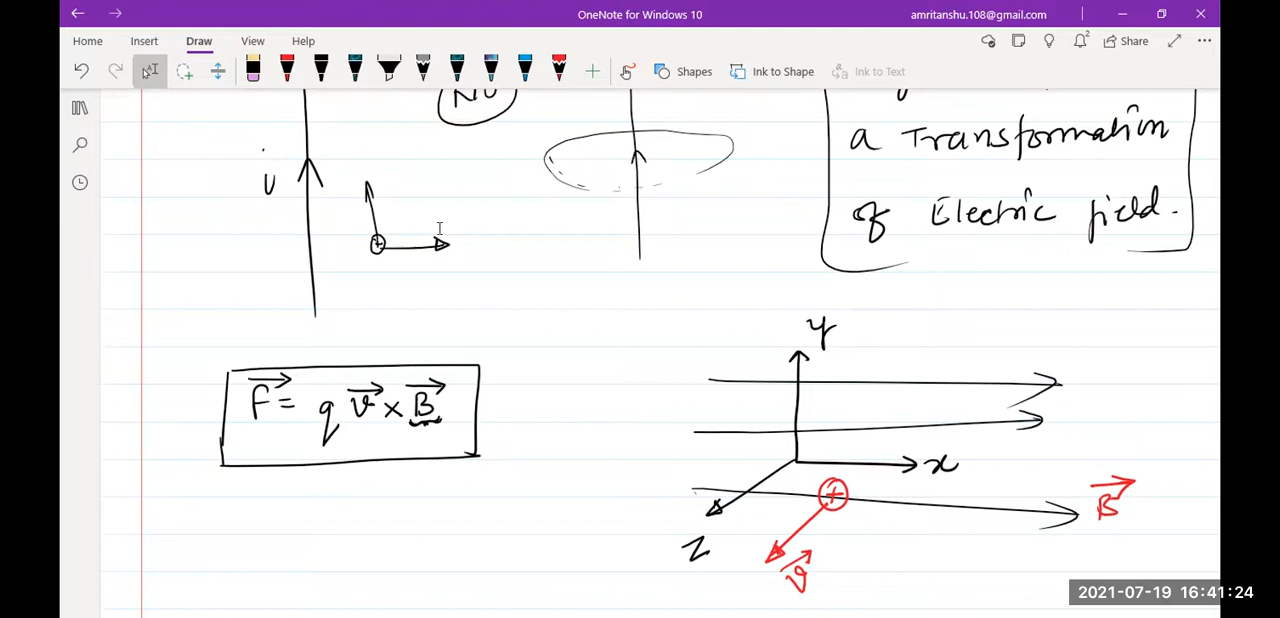 OneNote for Windows 10
amritanshu.108@gmail.com
Home Insert Draw View Help
Share
Shapes
Ink to Shape
Ink to Text
a Transformation
of Electric field.
i
y
x
z
F = q v × B
+
+
B
v
2021-07-19 16:41:24